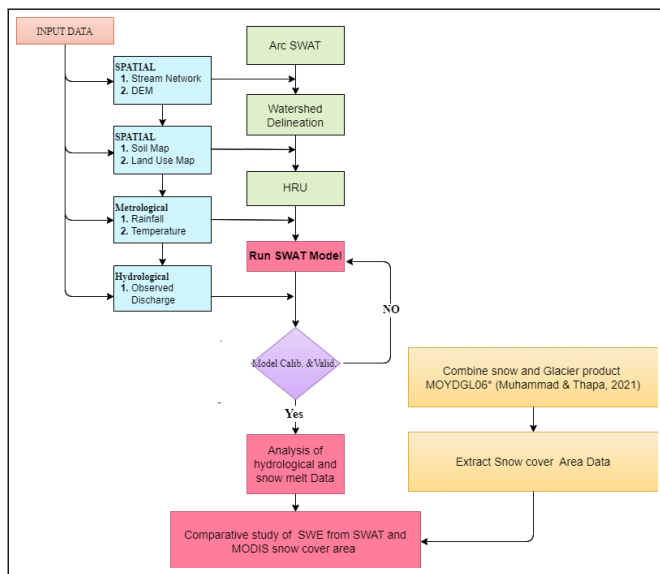 INPUT DATA
Arc SWAT
SPATIAL
1. Stream Network
2. DEM
Watershed
Delineation
SPATIAL
1. Soil Map
2. Land Use Map
HRU
Metrological
1. Rainfall
2. Temperature
Run SWAT Model
Hydrological
1. Observed
Discharge
NO
Model Calib. &Valid.
Combine snow and Glacier product
MOYDGL06* (Muhammad & Thapa, 2021)
Yes
Analysis of
hydrological and
snow melt Data
Extract Snow cover Area Data
Comparative study of SWE from SWAT and
MODIS snow cover area